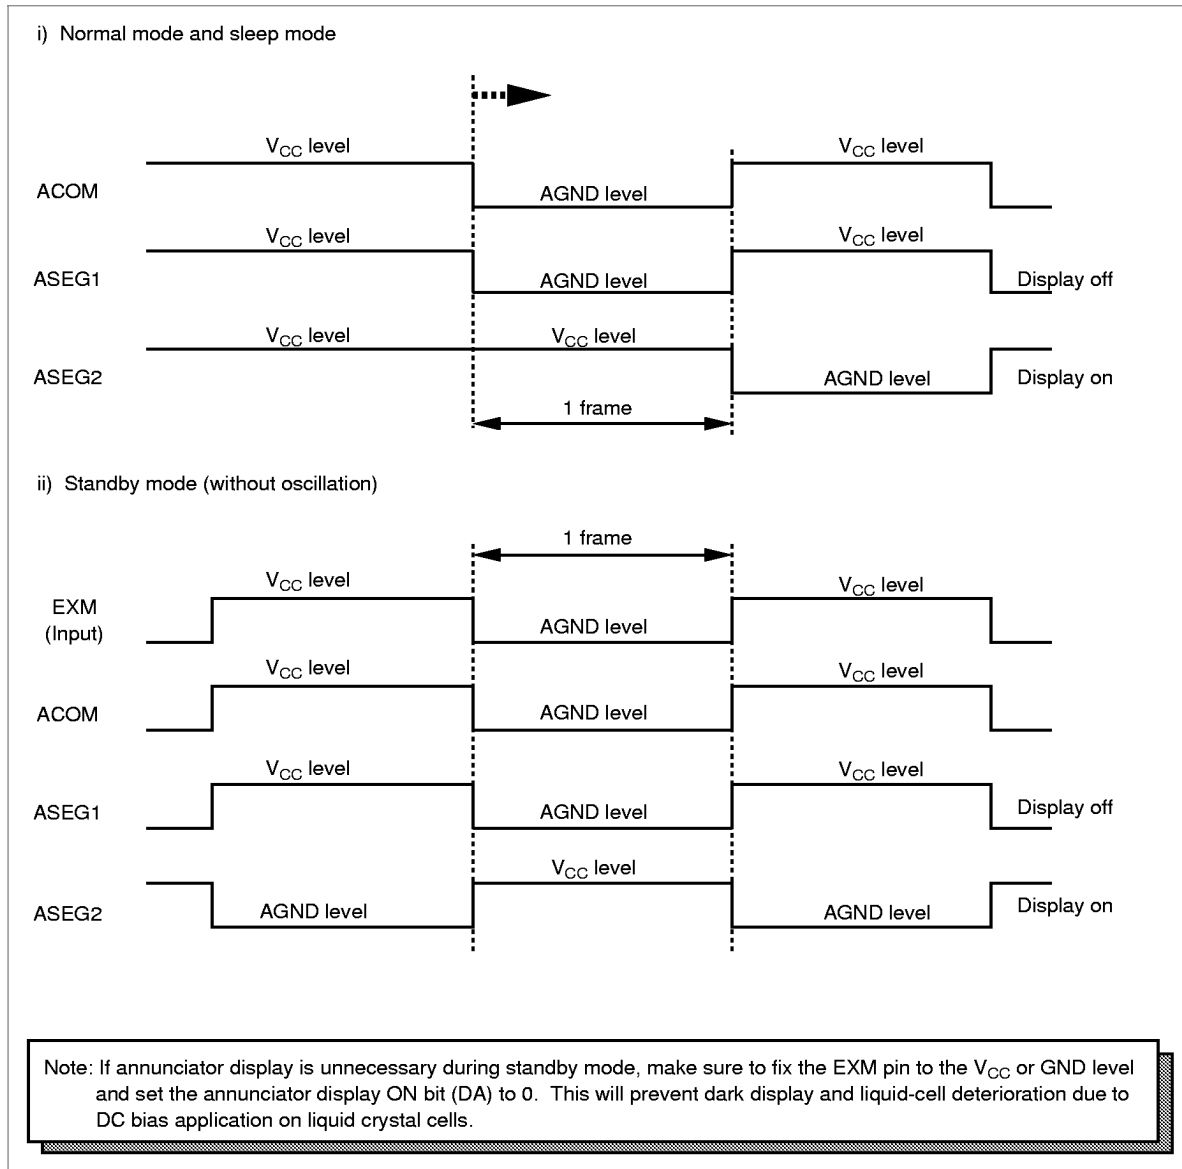 i) Normal mode and sleep mode
VCC level
VCC level
ACOM
AGND level
VCC level
VCC level
ASEG1
AGND level
Display off
VCC level
VCC level
ASEG2
AGND level
Display on
1 frame
ii) Standby mode (without oscillation)
1 frame
VCC level
VCC level
EXM
(Input)
AGND level
VCC level
VCC level
ACOM
AGND level
VCC level
VCC level
ASEG1
AGND level
Display off
VCC level
ASEG2
AGND level
AGND level
Display on
Note: If annunciator display is unnecessary during standby mode, make sure to fix the EXM pin to the VCC or GND level
and set the annunciator display ON bit (DA) to 0. This will prevent dark display and liquid-cell deterioration due to
DC bias application on liquid crystal cells.